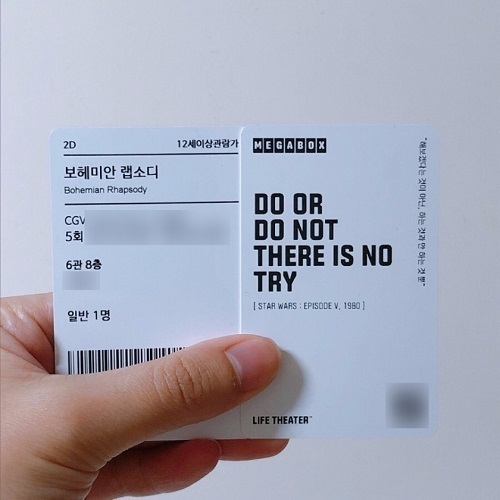 2D 12세이상관람가
보헤미안 랩소디
Bohemian Rhapsody
CGV
5회
6관 8층
일반 1명
MEGABOX
DO OR
DO NOT
THERE IS NO
TRY
[ STAR WARS : EPISODE V, 1980 ]
LIFE THEATER™
"해보겠다는 것이 아닌, 하는 것과 안 하는 것 뿐"